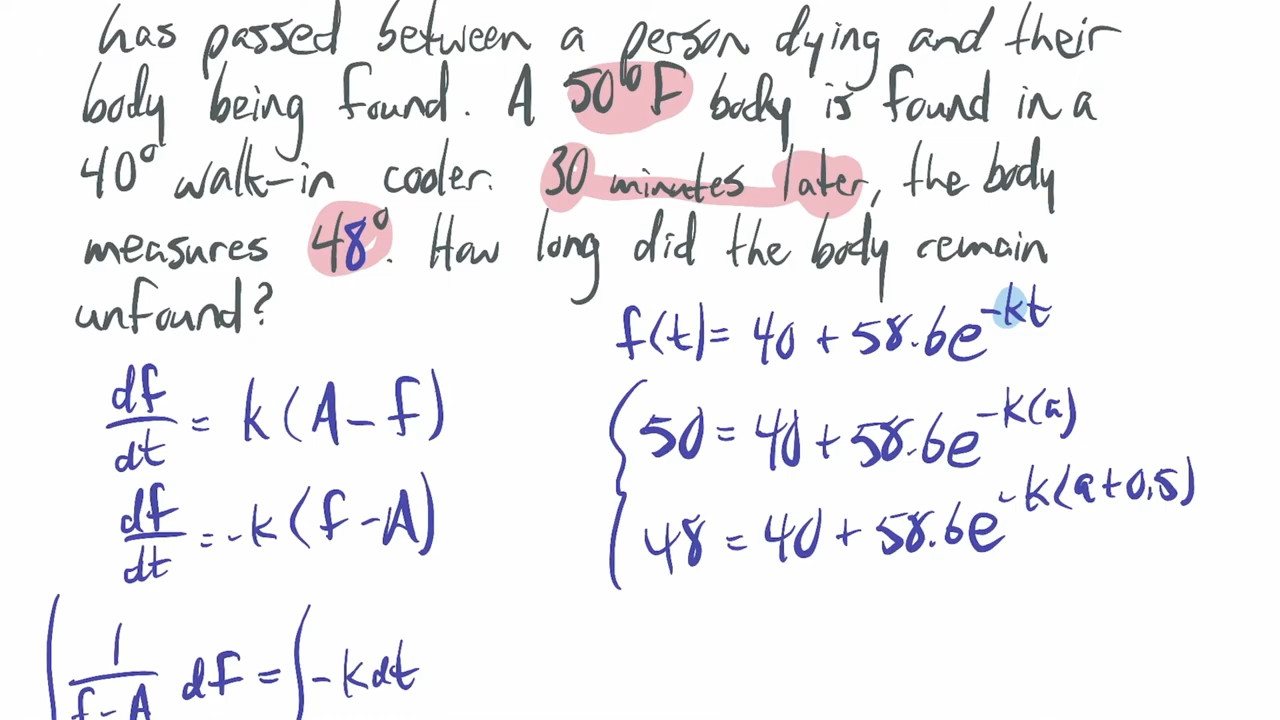 has passed between a person dying and their
body being found. A 50°F body is found in a
40° walk-in cooler. 30 minutes later, the body
measures 48°. How long did the body remain
unfound?
f(t) = 40 + 58.6e^{-kt}
df/dt = k(A - f)
50 = 40 + 58.6e^{-k(a)}
df/dt = -k(f - A)
48 = 40 + 58.6e^{-k(a+0.5)}
∫ 1/(f - A) df = ∫ -k dt